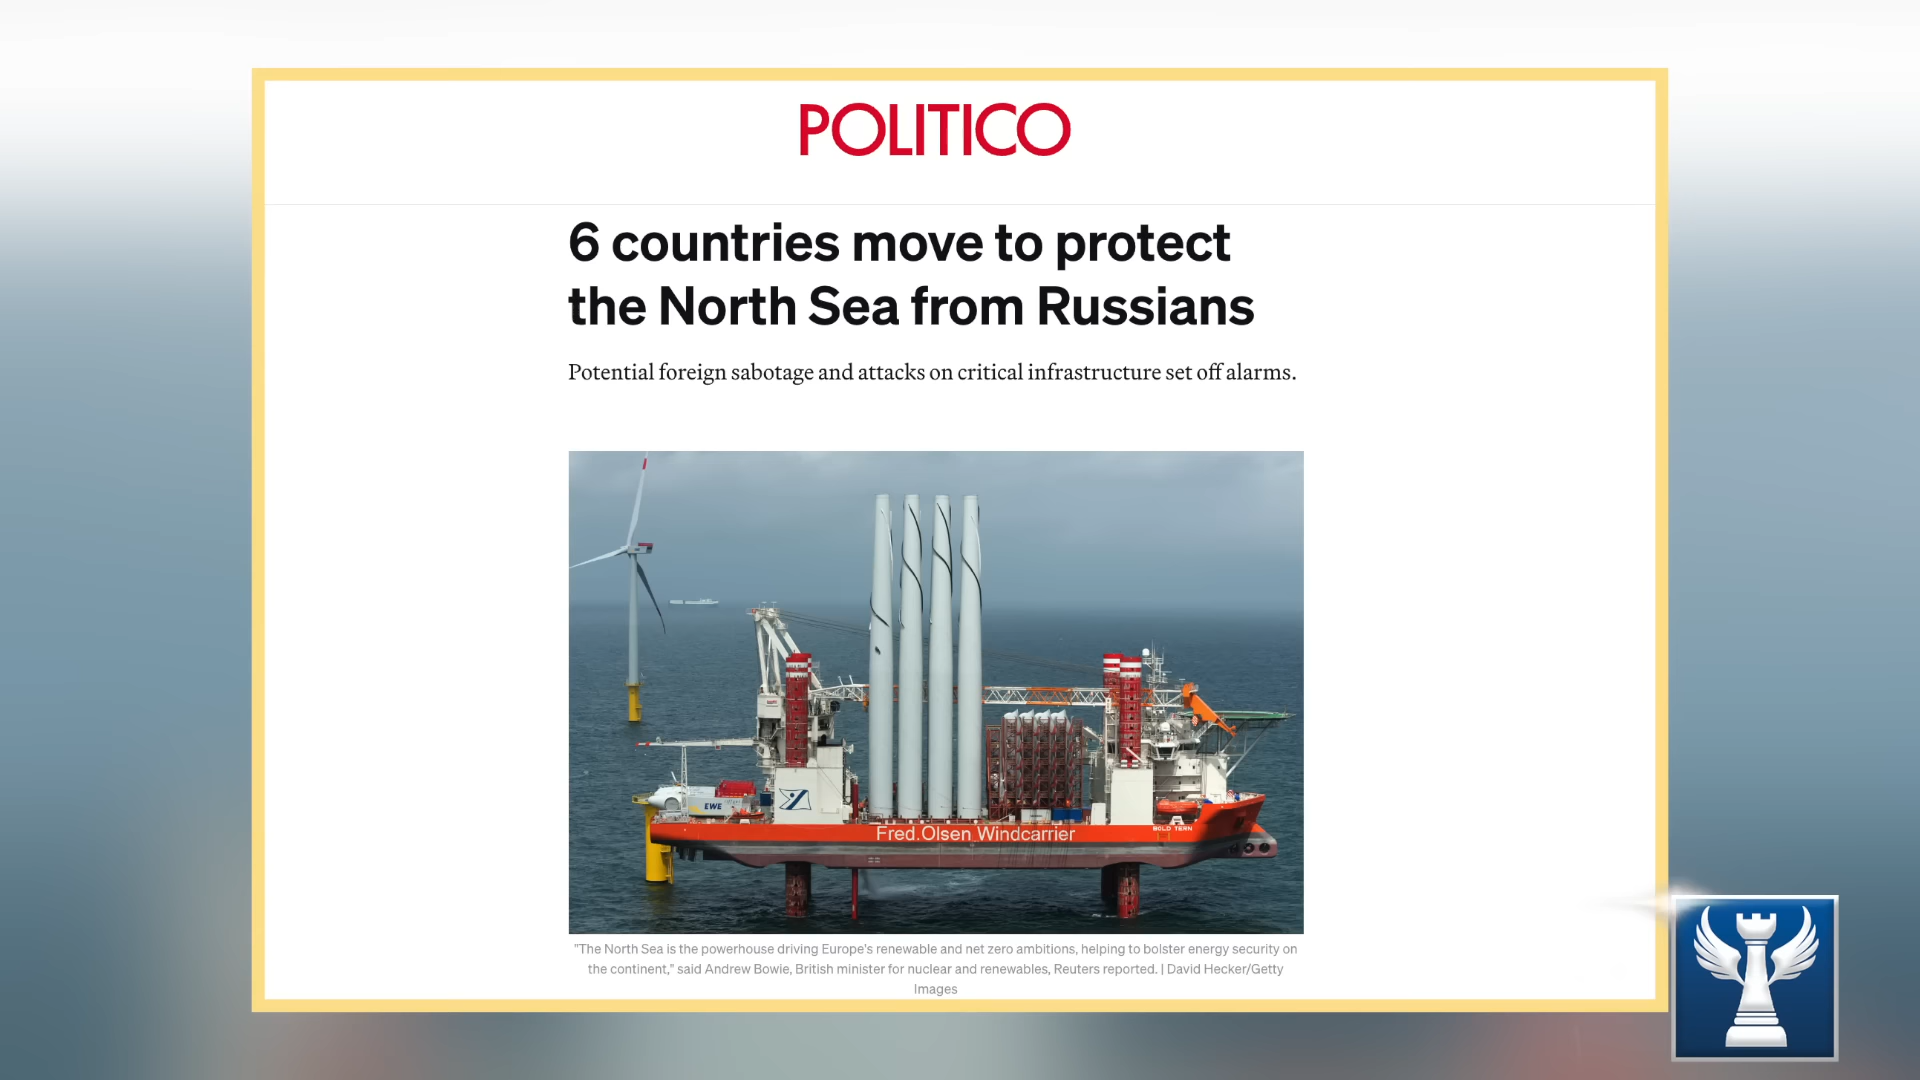 POLITICO
6 countries move to protect
the North Sea from Russians
Potential foreign sabotage and attacks on critical infrastructure set off alarms.
EWE
Fred.Olsen Windcarrier
BOLD TERN
"The North Sea is the powerhouse driving Europe's renewable and net zero ambitions, helping to bolster energy security on
the continent," said Andrew Bowie, British minister for nuclear and renewables, Reuters reported. | David Hecker/Getty
Images